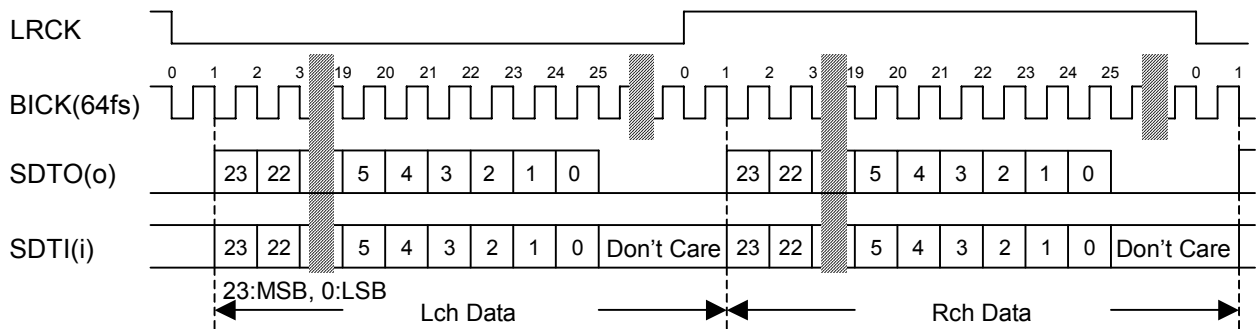 LRCK
0 1 2 3 19 20 21 22 23 24 25 0 1 2 3 19 20 21 22 23 24 25 0 1
BICK(64fs)
SDTO(o) 23 22 5 4 3 2 1 0 23 22 5 4 3 2 1 0
SDTI(i) 23 22 5 4 3 2 1 0 Don't Care 23 22 5 4 3 2 1 0 Don't Care
23:MSB, 0:LSB
Lch Data Rch Data